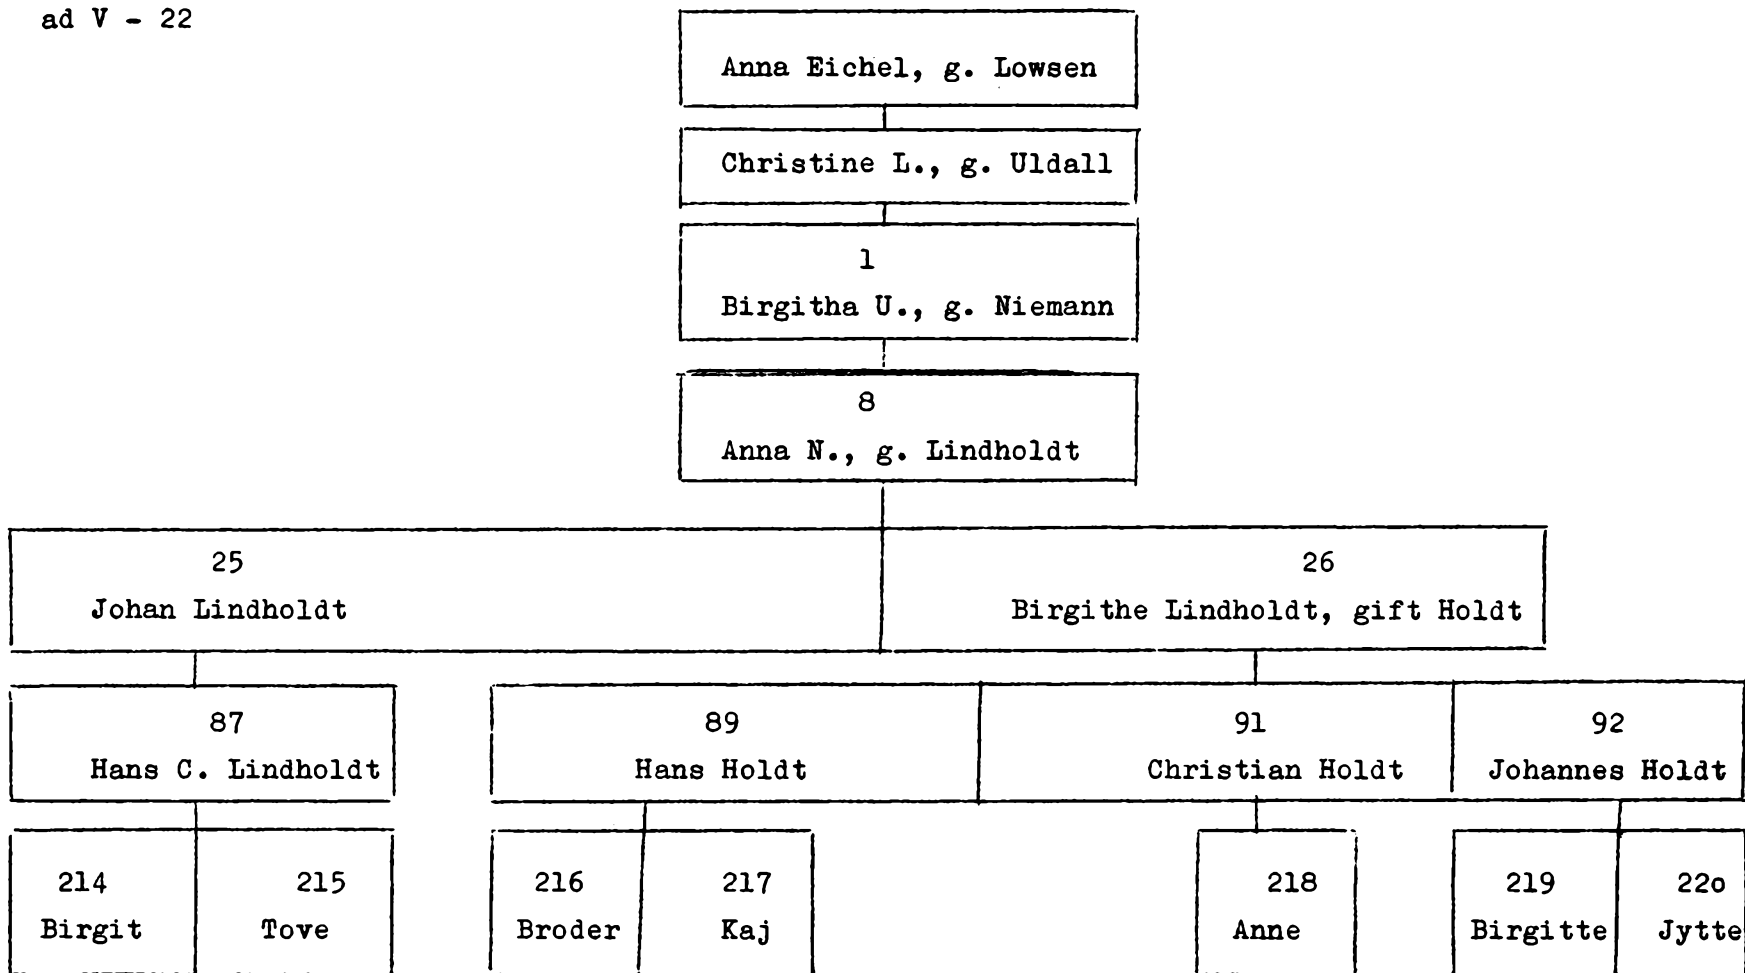 ad V - 22
Anna Eichel, g. Lowsen
Christine L., g. Uldall
1
Birgitha U., g. Niemann
8
Anna N., g. Lindholdt
25 26
Johan Lindholdt Birgithe Lindholdt, gift Holdt
87 89 91 92
Hans C. Lindholdt Hans Holdt Christian Holdt Johannes Holdt
214 215 216 217 218 219 22o
Birgit Tove Broder Kaj Anne Birgitte Jytte